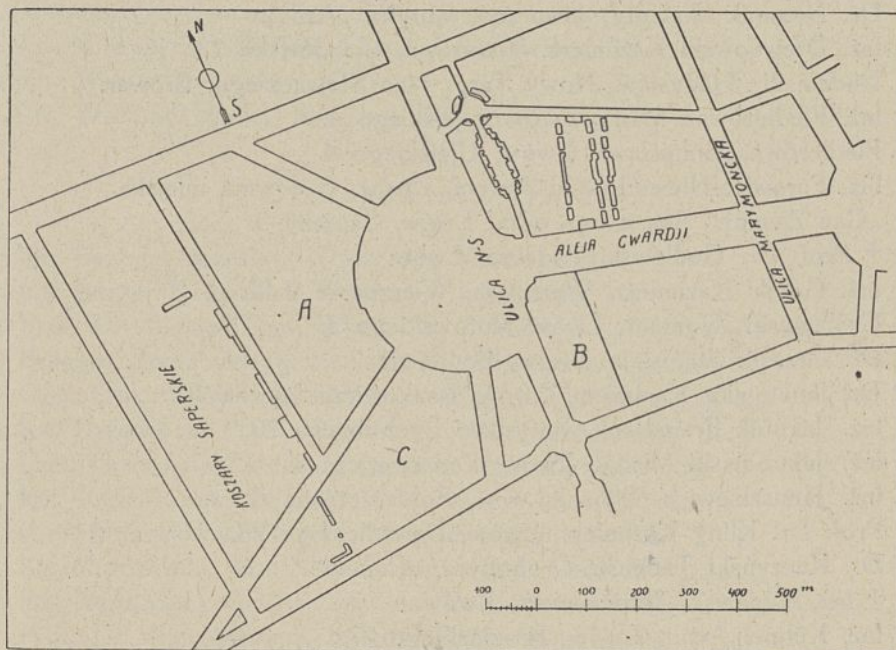 N
S
ULICA MARYMONCKA
ALEJA GWARDJI
ULICA N-S
A
B
KOSZARY SAPERSKIE
C
100 0 100 200 300 400 500 m